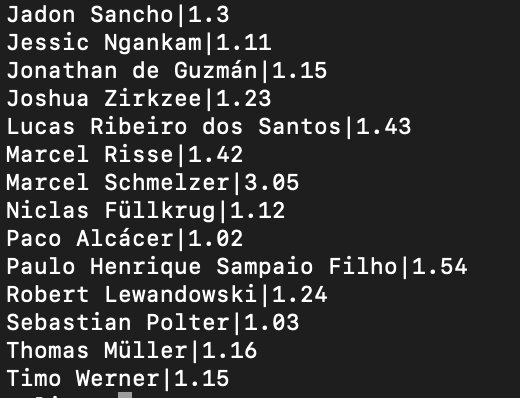 Jadon Sancho|1.3
Jessic Ngankam|1.11
Jonathan de Guzmán|1.15
Joshua Zirkzee|1.23
Lucas Ribeiro dos Santos|1.43
Marcel Risse|1.42
Marcel Schmelzer|3.05
Niclas Füllkrug|1.12
Paco Alcácer|1.02
Paulo Henrique Sampaio Filho|1.54
Robert Lewandowski|1.24
Sebastian Polter|1.03
Thomas Müller|1.16
Timo Werner|1.15